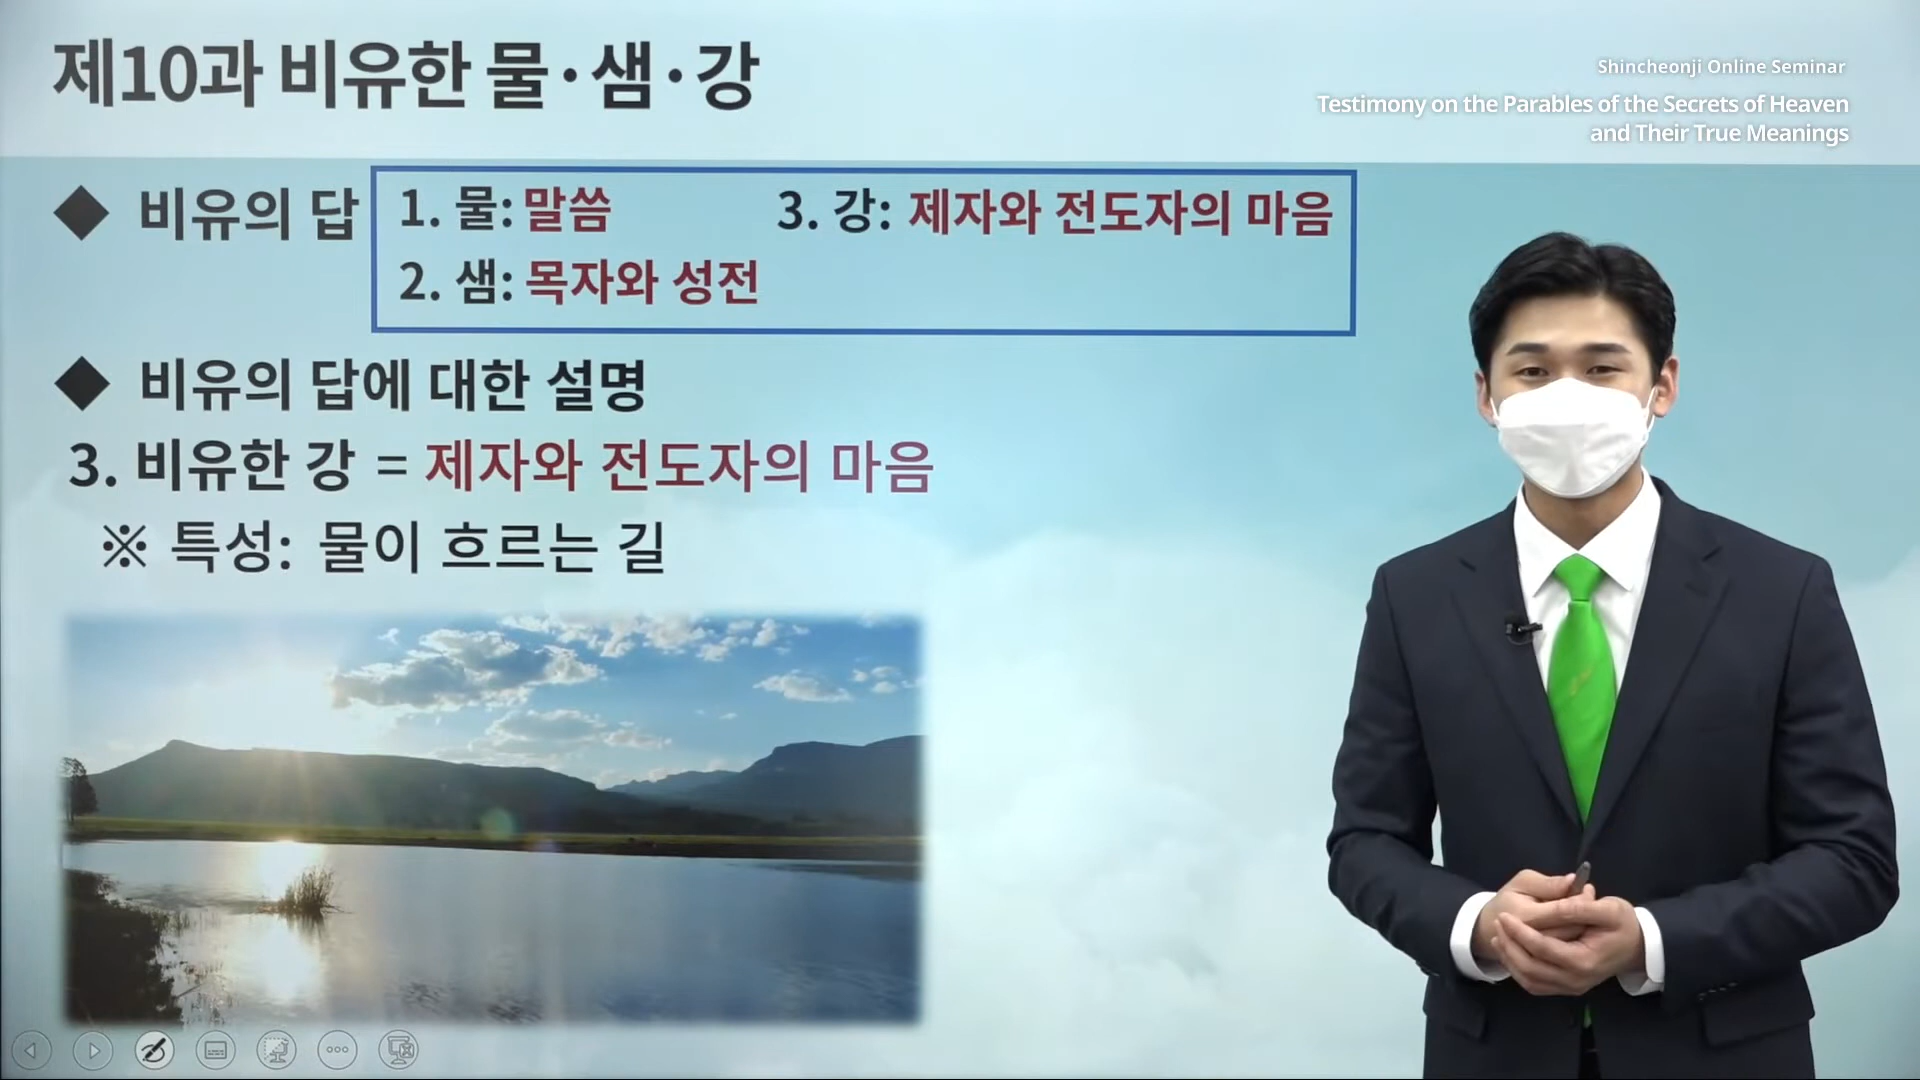 제10과 비유한 물·샘·강
Shincheonji Online Seminar
Testimony on the Parables of the Secrets of Heaven
and Their True Meanings
◆ 비유의 답
1. 물: 말씀 3. 강: 제자와 전도자의 마음
2. 샘: 목자와 성전
◆ 비유의 답에 대한 설명
3. 비유한 강 = 제자와 전도자의 마음
※ 특성: 물이 흐르는 길